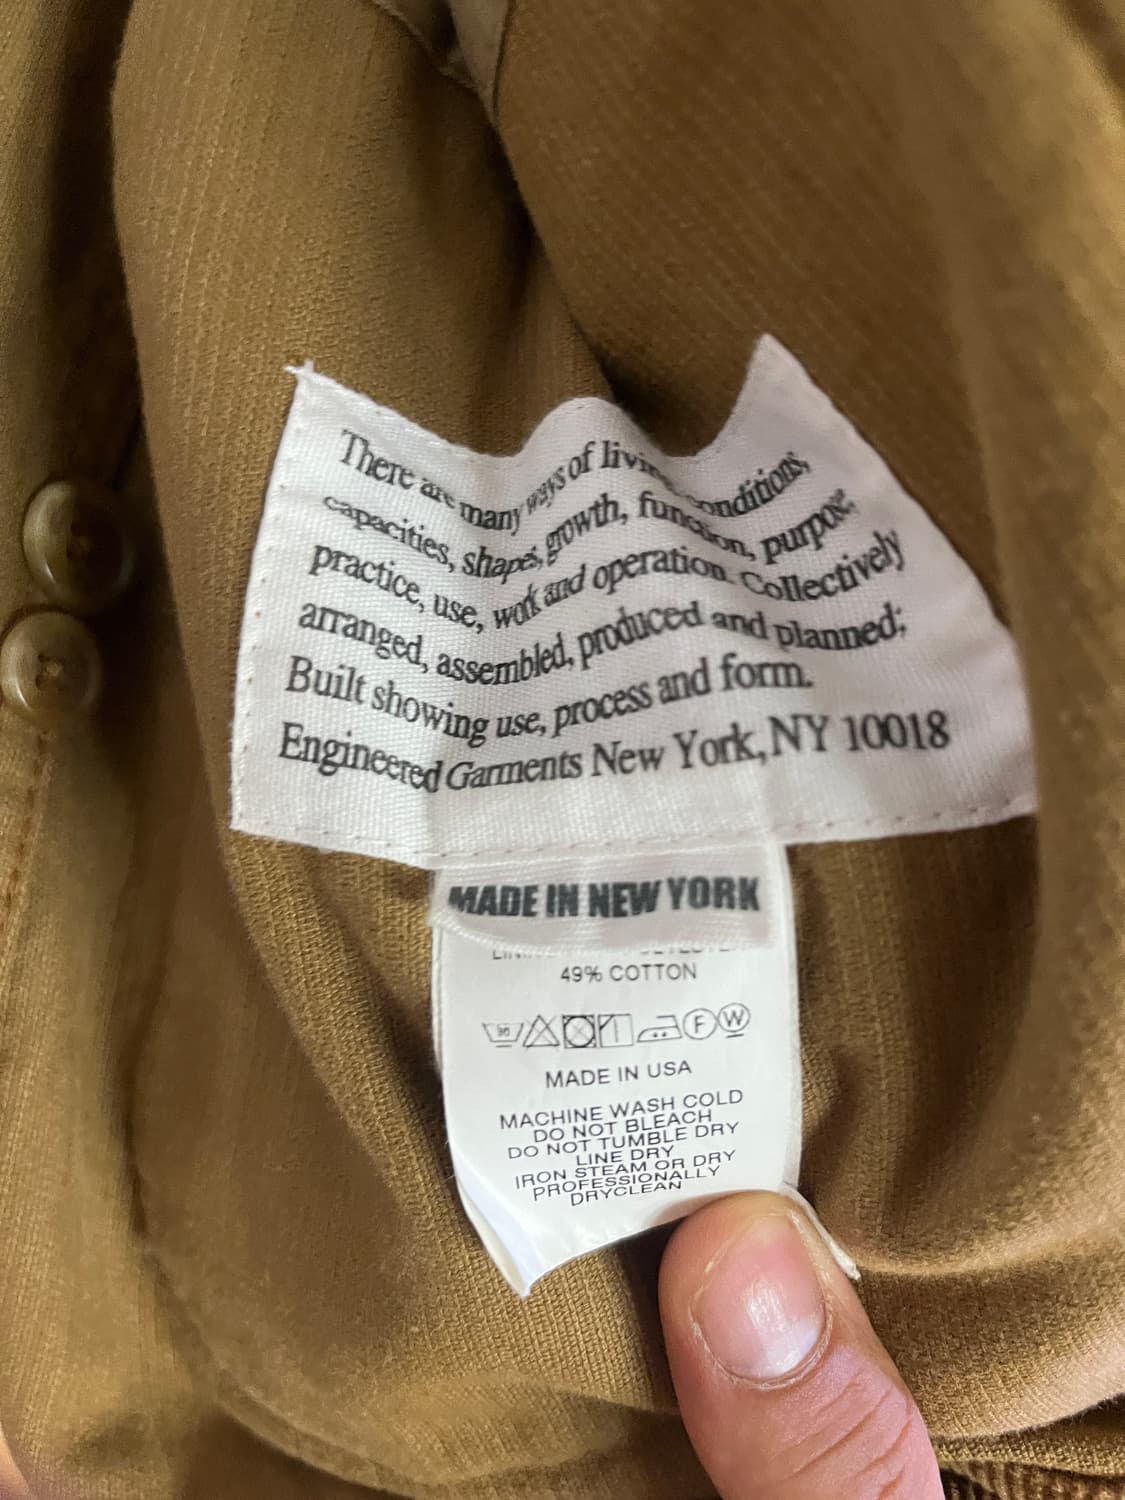 There are many ways of living conditions,
capacities, shapes, growth, function, purpose,
practice, use, work and operation. Collectively
arranged, assembled, produced and planned;
Built showing use, process and form.
Engineered Garments New York, NY 10018
MADE IN NEW YORK
49% COTTON
F W
MADE IN USA
MACHINE WASH COLD
DO NOT BLEACH
DO NOT TUMBLE DRY
LINE DRY
IRON STEAM OR DRY
PROFESSIONALLY
DRYCLEAN